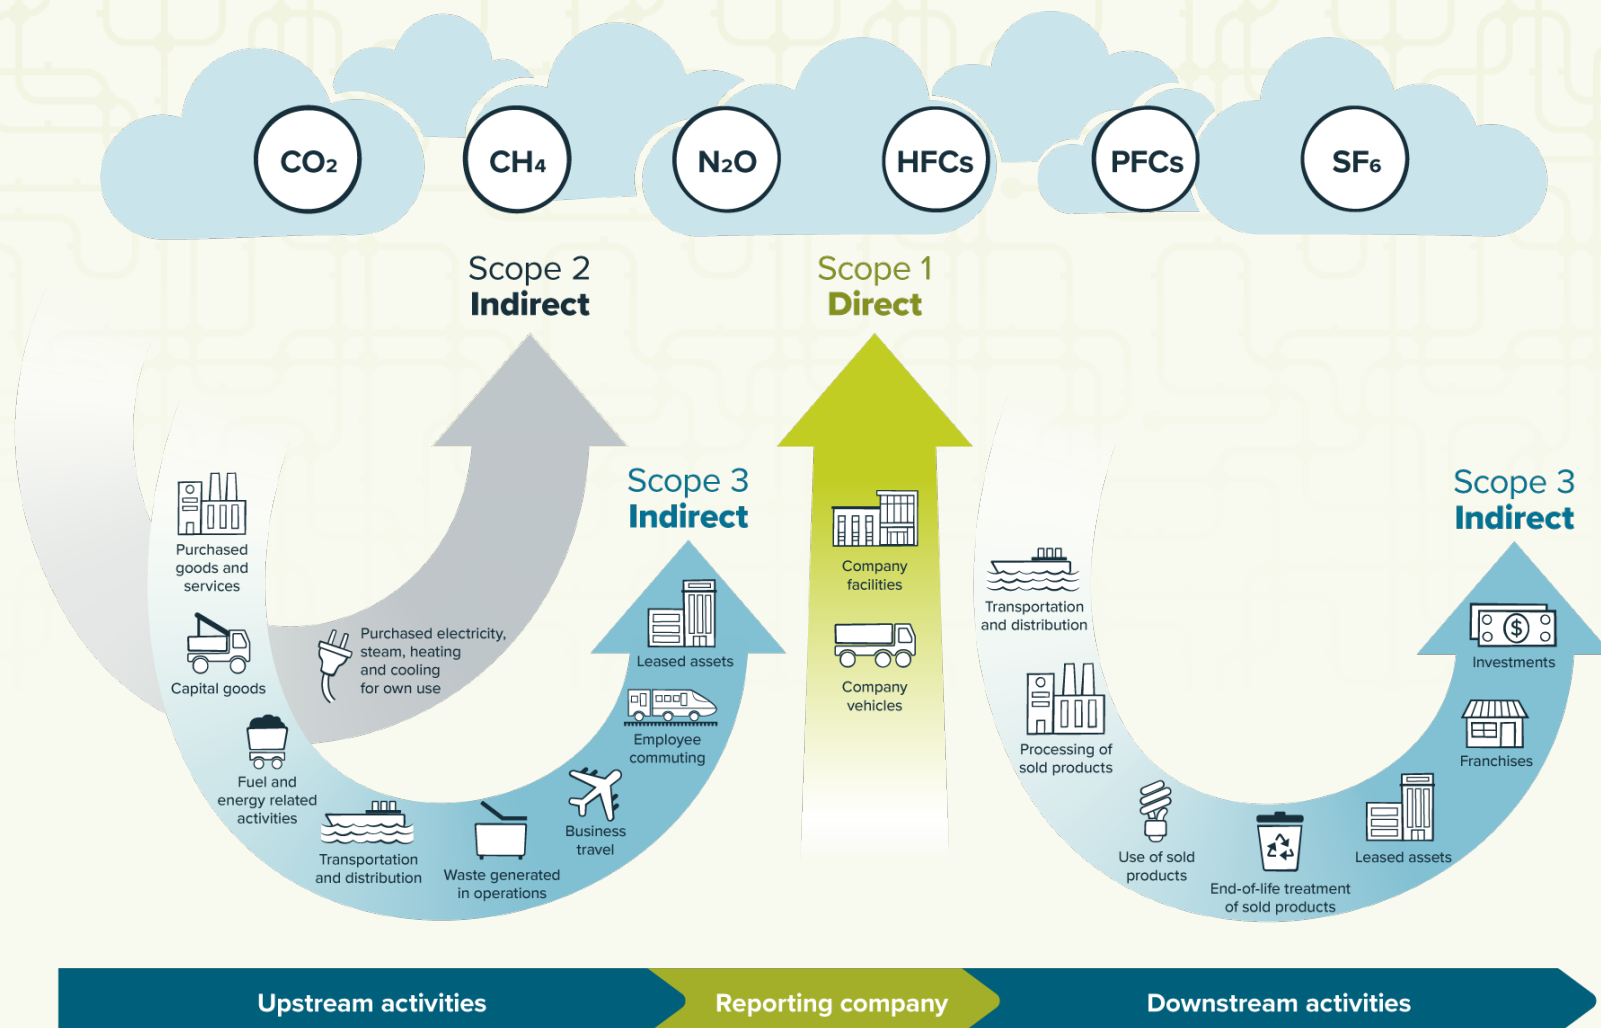 CO₂
CH₄
N₂O
HFCs
PFCs
SF₆
Scope 2
Indirect
Scope 1
Direct
Scope 3
Indirect
Scope 3
Indirect
Purchased
goods and
services
Capital goods
Fuel and
energy related
activities
Transportation
and distribution
Waste generated
in operations
Business
travel
Employee
commuting
Leased assets
Purchased electricity,
steam, heating
and cooling
for own use
Company
facilities
Company
vehicles
Transportation
and distribution
Processing of
sold products
Use of sold
products
End-of-life treatment
of sold products
Leased assets
Franchises
Investments
$
Upstream activities
Reporting company
Downstream activities